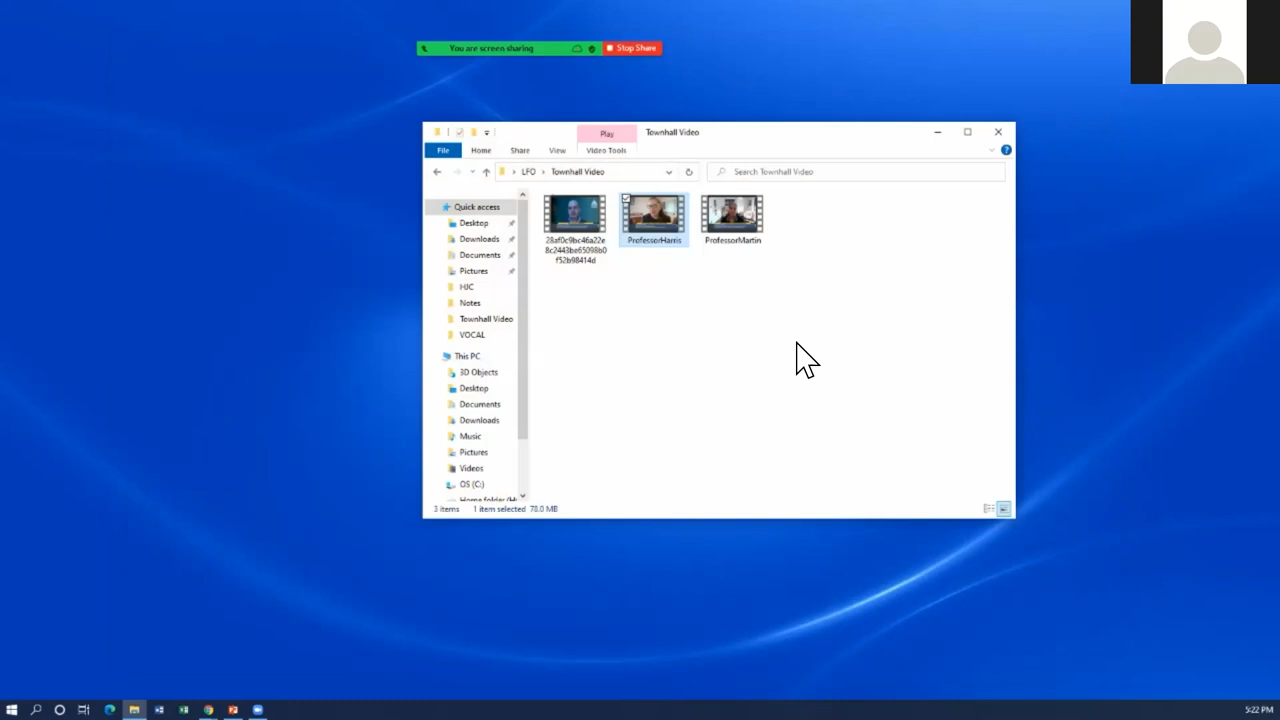 You are screen sharing
Stop Share
Play
Townhall Video
File
Home
Share
View
Video Tools
LFO
Townhall Video
Search Townhall Video
Quick access
Desktop
Downloads
Documents
Pictures
HJC
Notes
Townhall Video
VOCAL
This PC
3D Objects
Desktop
Documents
Downloads
Music
Pictures
Videos
OS (C:)
Home folder
28af0c9bc46a22e
8c2443be65098b0
f52b98414d
ProfessorHarris
ProfessorMartin
3 items
1 item selected
78.0 MB
5:22 PM